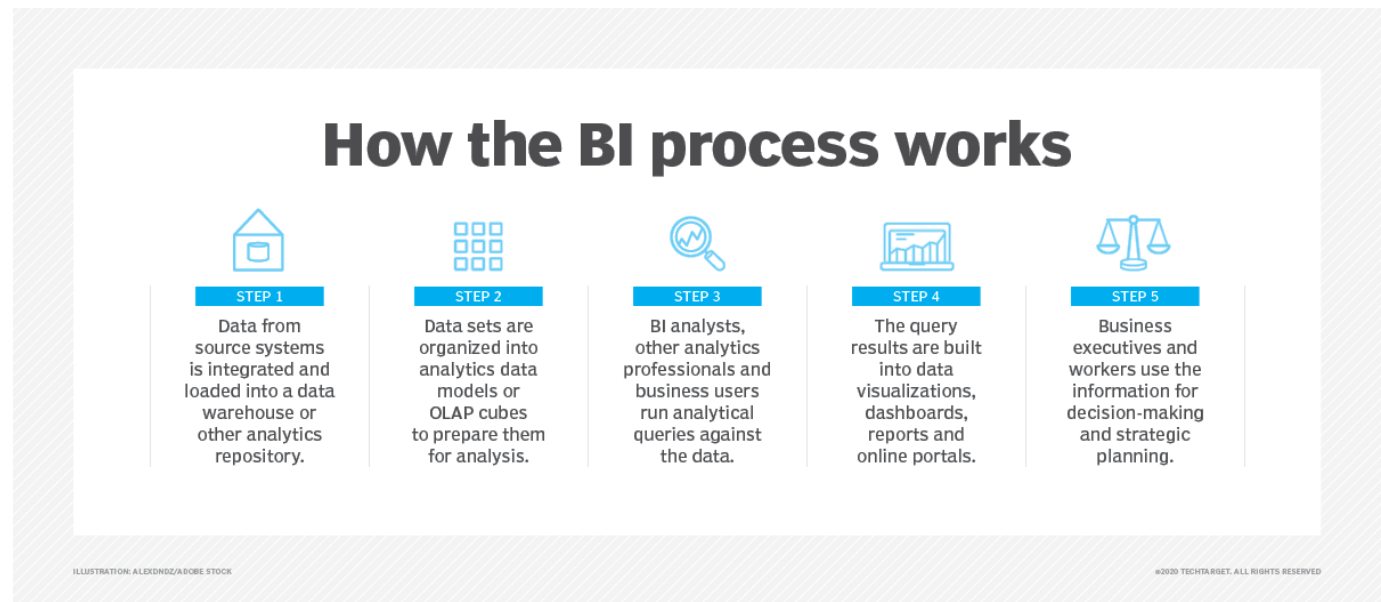 How the BI process works
STEP 1
Data from
source systems
is integrated and
loaded into a data
warehouse or
other analytics
repository.
STEP 2
Data sets are
organized into
analytics data
models or
OLAP cubes
to prepare them
for analysis.
STEP 3
BI analysts,
other analytics
professionals and
business users
run analytical
queries against
the data.
STEP 4
The query
results are built
into data
visualizations,
dashboards,
reports and
online portals.
STEP 5
Business
executives and
workers use the
information for
decision-making
and strategic
planning.
ILLUSTRATION: ALEXDNDZ/ADOBE STOCK
©2020 TECHTARGET. ALL RIGHTS RESERVED